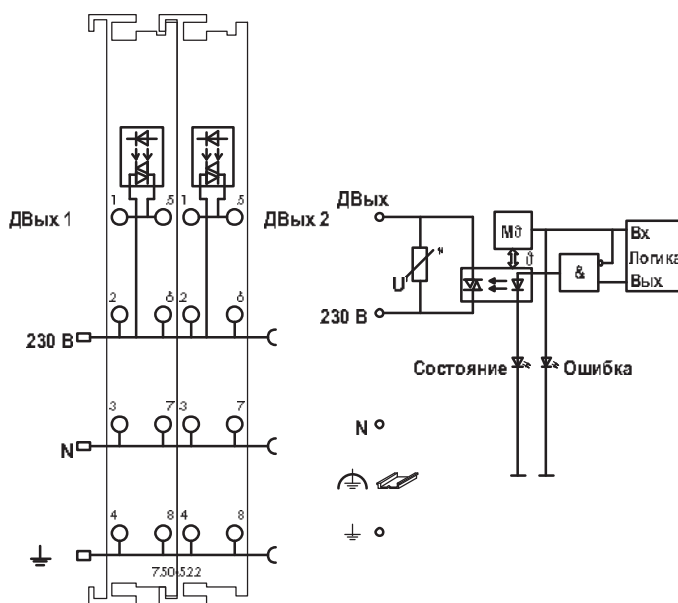 ДВых 1
1 5 1 5
ДВых 2
2 6 2 6
230 В
3 7 3 7
N
4 8 4 8
750-522
ДВых
U
230 В
Mϑ
ϑ
&
Вх
Логика
Вых
Состояние
Ошибка
N